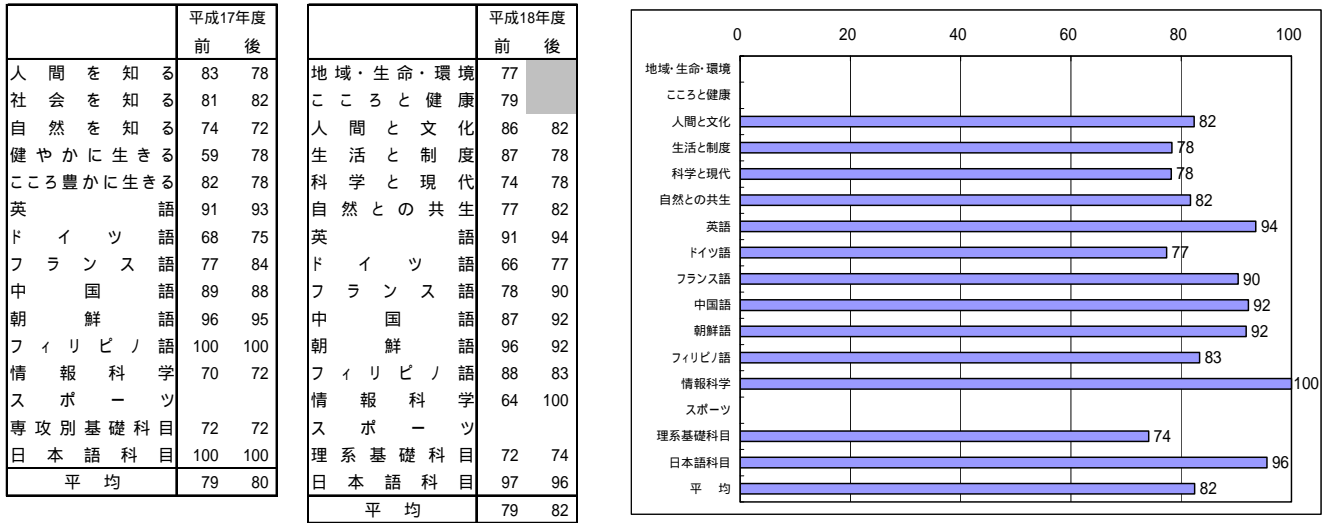 平成17年度
前 後
人間を知る 83 78
社会を知る 81 82
自然を知る 74 72
健やかに生きる 59 78
こころ豊かに生きる 82 78
英語 91 93
ドイツ語 68 75
フランス語 77 84
中国語 89 88
朝鮮語 96 95
フィリピノ語 100 100
情報科学 70 72
スポーツ
専攻別基礎科目 72 72
日本語科目 100 100
平均 79 80
平成18年度
前 後
地域・生命・環境 77
こころと健康 79
人間と文化 86 82
生活と制度 87 78
科学と現代 74 78
自然との共生 77 82
英語 91 94
ドイツ語 66 77
フランス語 78 90
中国語 87 92
朝鮮語 96 92
フィリピノ語 88 83
情報科学 64 100
スポーツ
理系基礎科目 72 74
日本語科目 97 96
平均 79 82
0 20 40 60 80 100
地域・生命・環境
こころと健康
人間と文化 82
生活と制度 78
科学と現代 78
自然との共生 82
英語 94
ドイツ語 77
フランス語 90
中国語 92
朝鮮語 92
フィリピノ語 83
情報科学 100
スポーツ
理系基礎科目 74
日本語科目 96
平 均 82